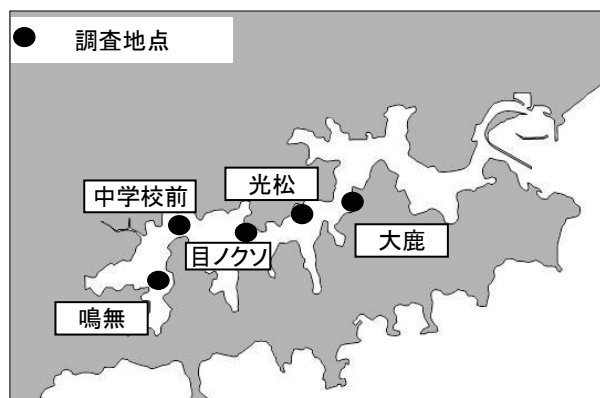 調査地点
光松
中学校前
大鹿
目ノクソ
鳴無